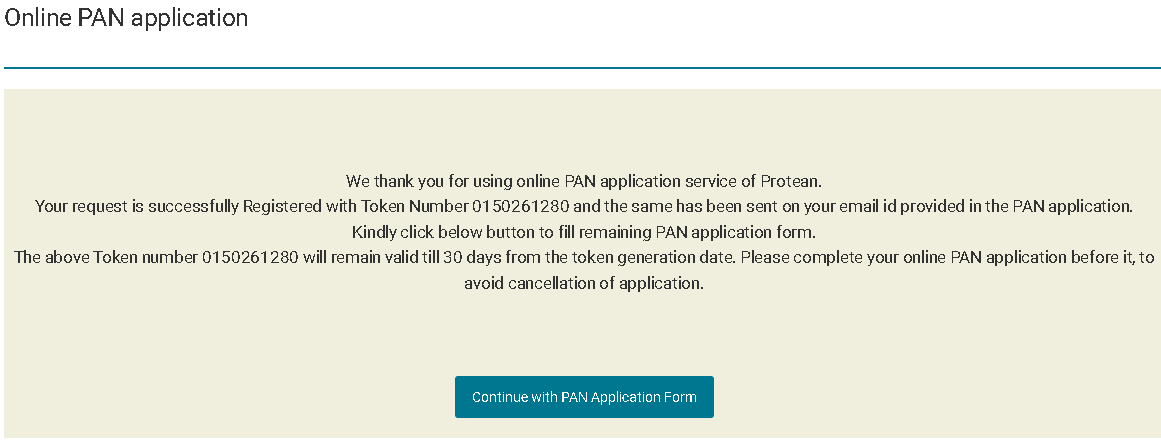 Online PAN application
We thank you for using online PAN application service of Protean.
Your request is successfully Registered with Token Number 0150261280 and the same has been sent on your email id provided in the PAN application.
Kindly click below button to fill remaining PAN application form.
The above Token number 0150261280 will remain valid till 30 days from the token generation date. Please complete your online PAN application before it, to
avoid cancellation of application.
Continue with PAN Application Form